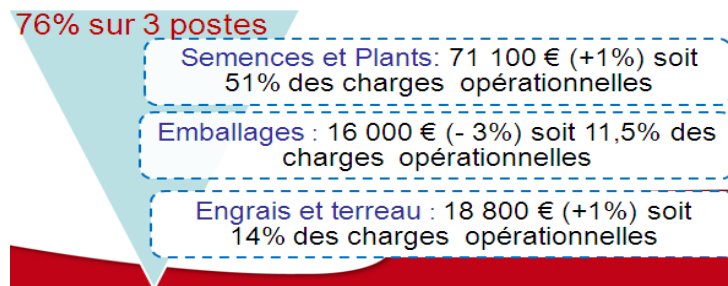 76% sur 3 postes
Semences et Plants: 71 100 € (+1%) soit
51% des charges opérationnelles
Emballages : 16 000 € (- 3%) soit 11,5% des
charges opérationnelles
Engrais et terreau : 18 800 € (+1%) soit
14% des charges opérationnelles